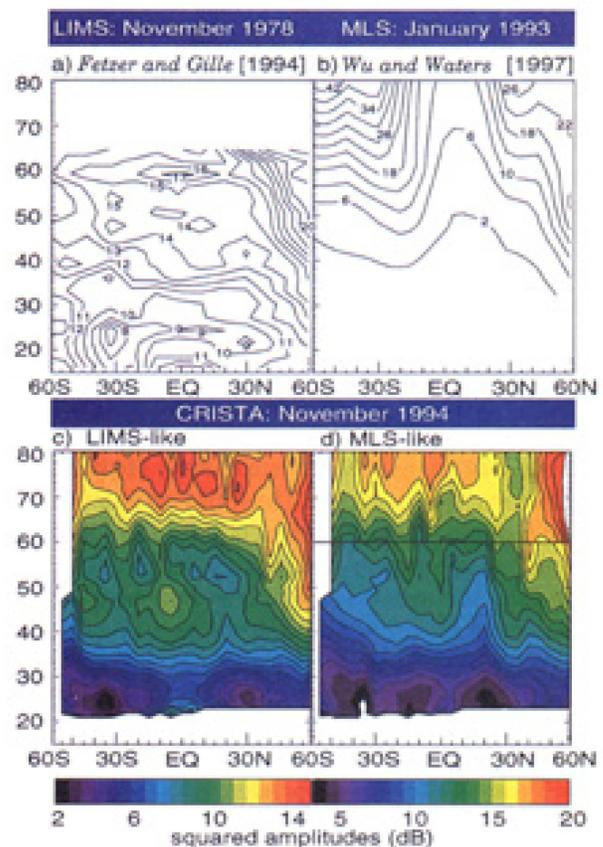 LIMS: November 1978 MLS: January 1993
a) Fetzer and Gille [1994] b) Wu and Waters [1997]
80
70
60
50
40
30
20
60S 30S EQ 30N 60S 30S EQ 30N 60N
CRISTA: November 1994
c) LIMS-like d) MLS-like
80
70
60
50
40
30
20
60S 30S EQ 30N 60S 30S EQ 30N 60N
2 6 10 14 5 10 15 20
squared amplitudes (dB)